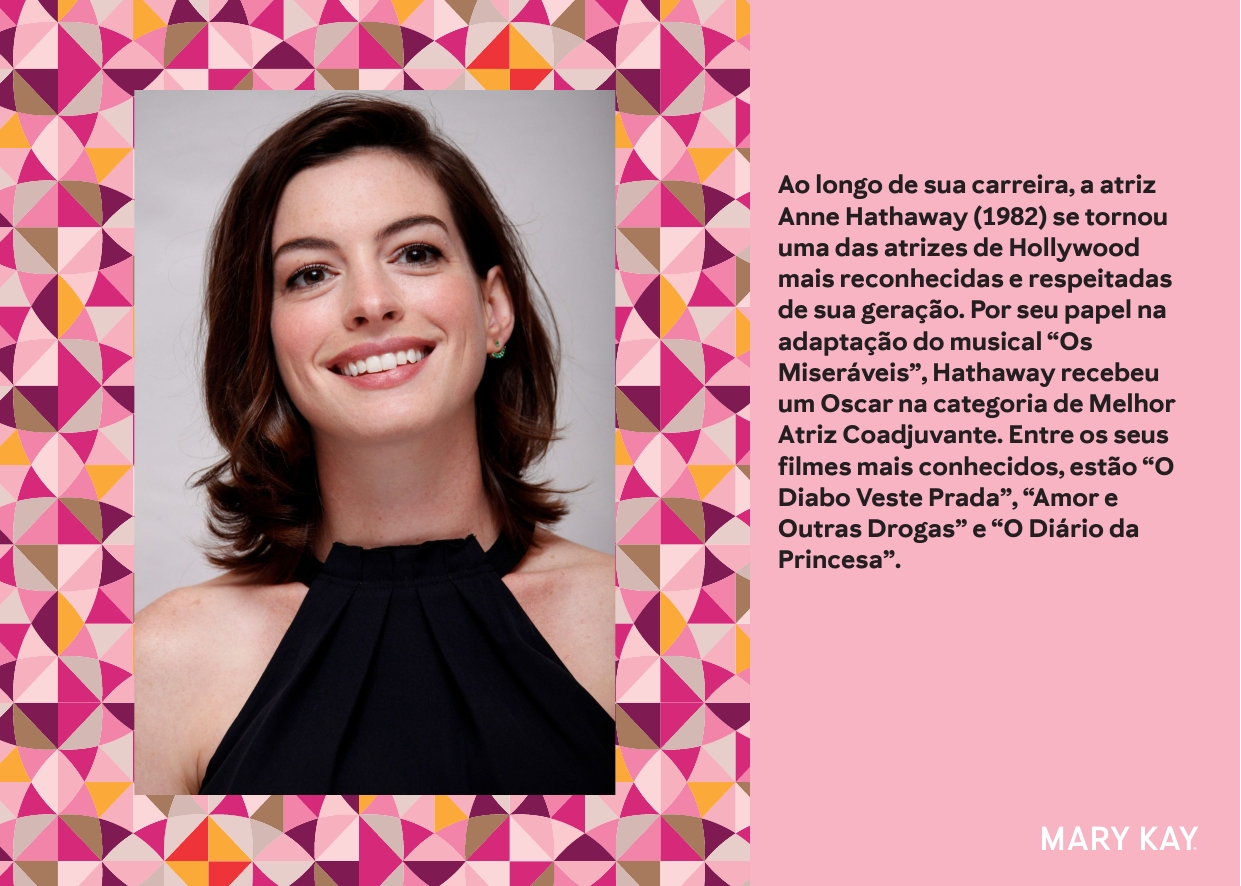 Ao longo de sua carreira, a atriz
Anne Hathaway (1982) se tornou
uma das atrizes de Hollywood
mais reconhecidas e respeitadas
de sua geração. Por seu papel na
adaptação do musical “Os
Miseráveis”, Hathaway recebeu
um Oscar na categoria de Melhor
Atriz Coadjuvante. Entre os seus
filmes mais conhecidos, estão “O
Diabo Veste Prada”, “Amor e
Outras Drogas” e “O Diário da
Princesa”.
MARY KAY.